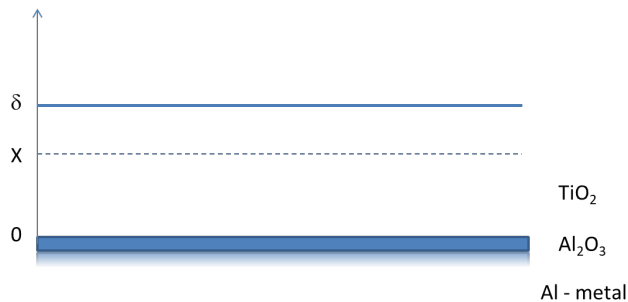 δ
X
TiO₂
0
Al₂O₃
Al - metal